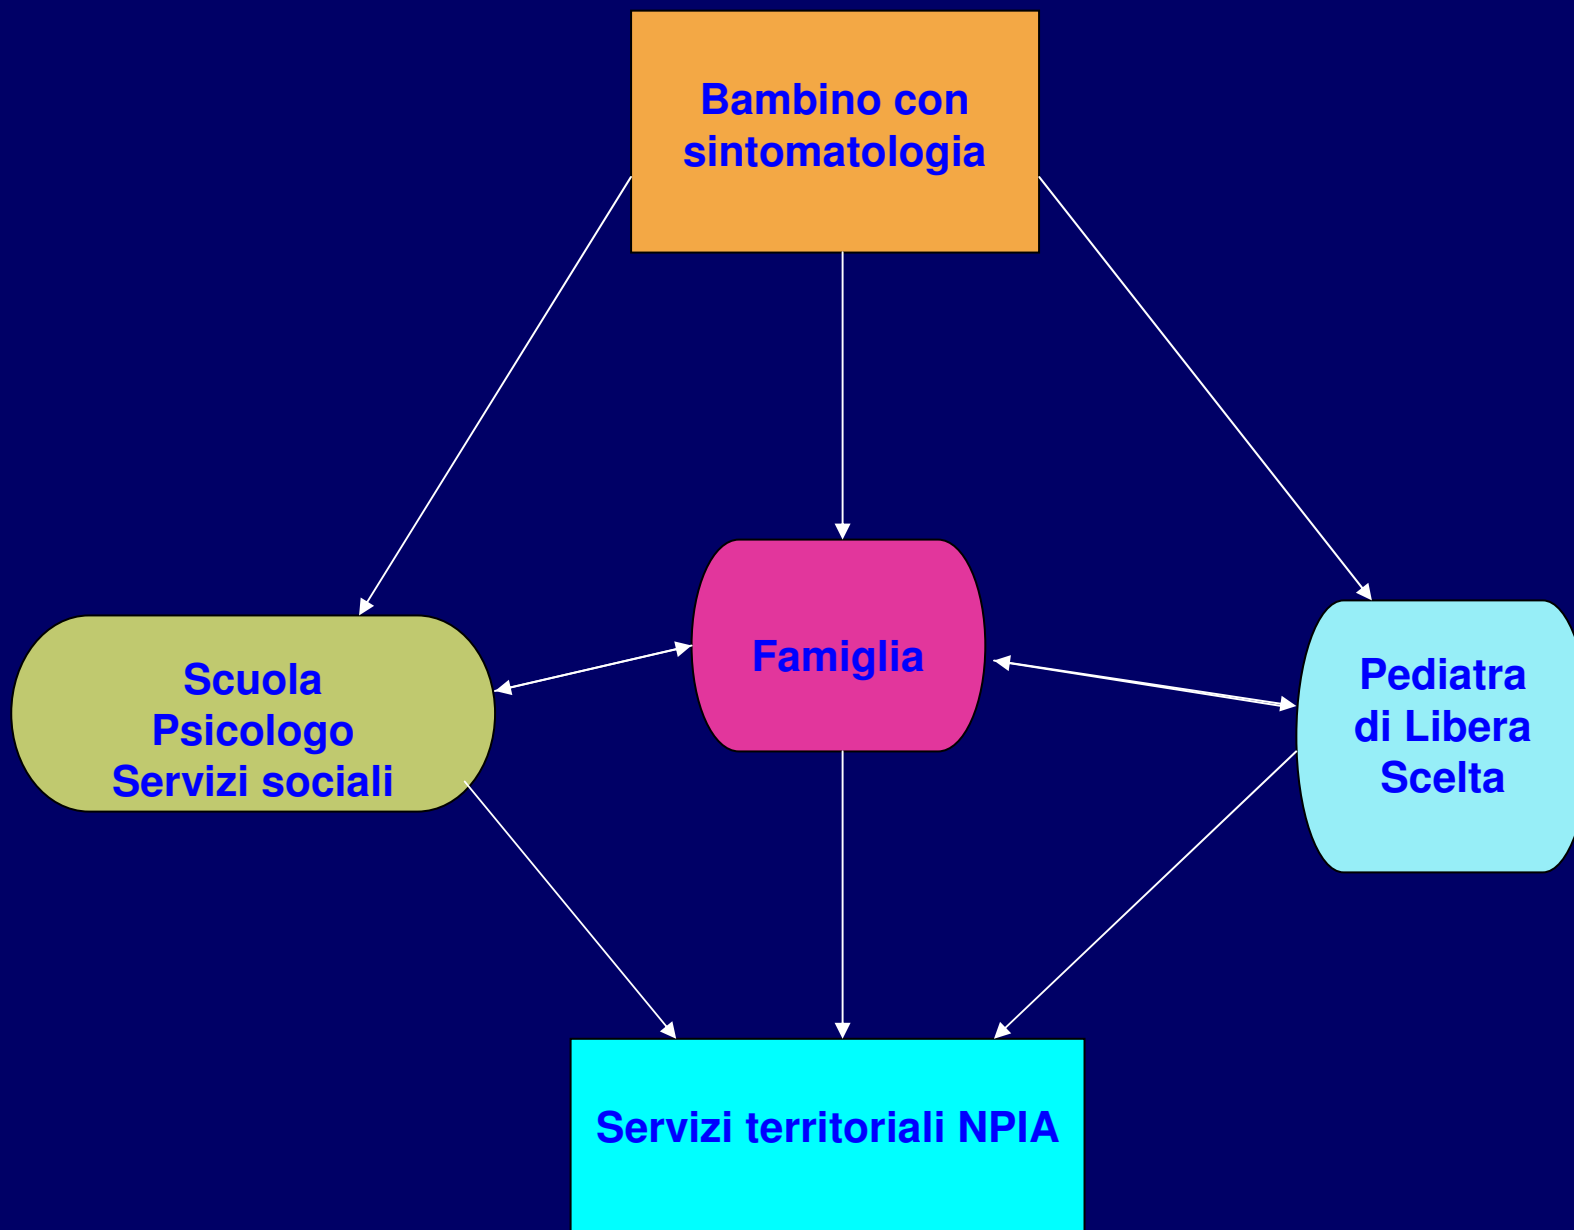 Bambino con
sintomatologia
Famiglia
Scuola
Psicologo
Servizi sociali
Pediatra
di Libera
Scelta
Servizi territoriali NPIA